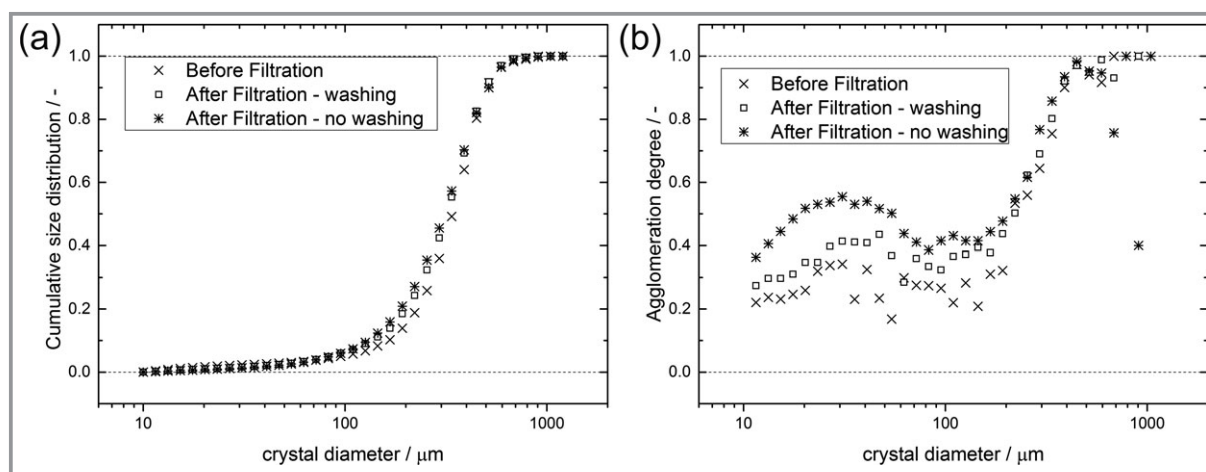 (a)
1.0
0.8
0.6
0.4
0.2
0.0
Cumulative size distribution / -
Before Filtration
After Filtration - washing
After Filtration - no washing
10
100
1000
crystal diameter / μm
(b)
1.0
0.8
0.6
0.4
0.2
0.0
Agglomeration degree / -
Before Filtration
After Filtration - washing
After Filtration - no washing
10
100
1000
crystal diameter / μm